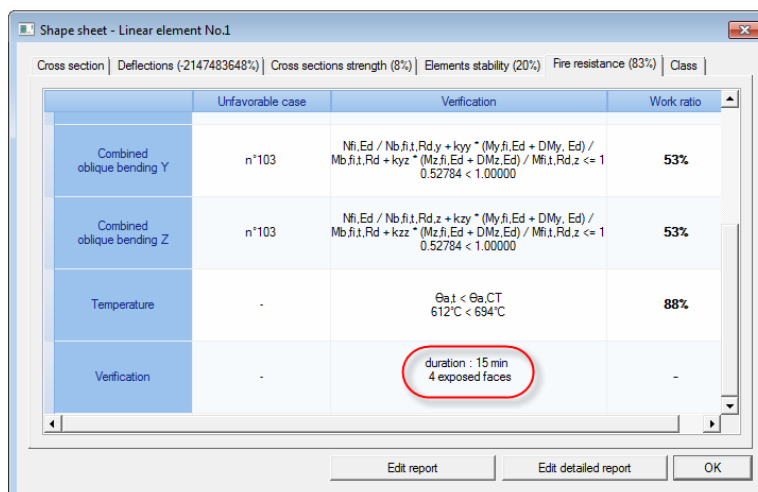 Shape sheet - Linear element No.1
Cross section | Deflections (-2147483648%) | Cross sections strength (8%) | Elements stability (20%) | Fire resistance (83%) | Class
Unfavorable case Verification Work ratio
Combined
oblique bending Y
n°103
Nfi,Ed / Nb,fi,t,Rd,y + kyy * (My,fi,Ed + DMy, Ed) /
Mb,fi,t,Rd + kyz * (Mz,fi,Ed + DMz,Ed) / Mfi,t,Rd,z <= 1
0.52784 < 1.00000
53%
Combined
oblique bending Z
n°103
Nfi,Ed / Nb,fi,t,Rd,z + kzy * (My,fi,Ed + DMy, Ed) /
Mb,fi,t,Rd + kzz * (Mz,fi,Ed + DMz,Ed) / Mfi,t,Rd,z <= 1
0.52784 < 1.00000
53%
Temperature
-
Θa,t < Θa,CT
612°C < 694°C
88%
Verification
-
duration : 15 min
4 exposed faces
-
Edit report Edit detailed report OK